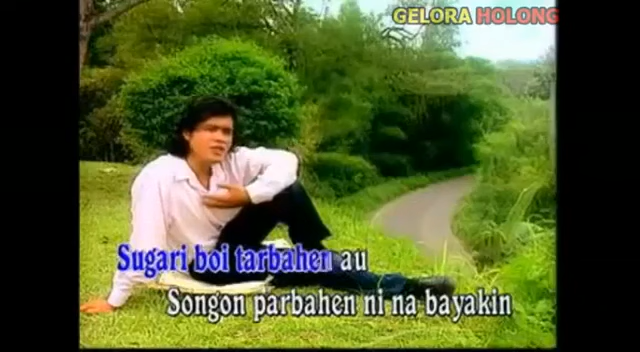 GELORA HOLONG
Sugari boi tarbahen au
Songon parbahen ni na bayakin